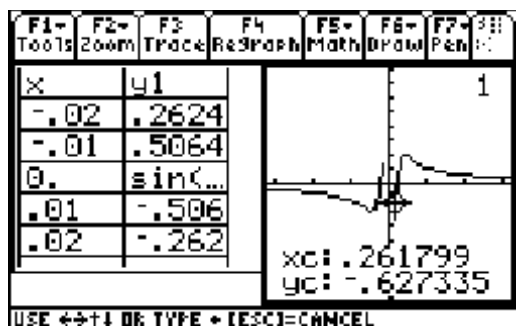 F1 F2 F3 F4 F5 F6 F7
Tools Zoom Trace ReGraph Math Draw Pen
x y1
-.02 .2624
-.01 .5064
0. sin(…
.01 -.506
.02 -.262
1
xc: .261799
yc: -.627335
USE ←→↑↓ OR TYPE + [ESC]=CANCEL